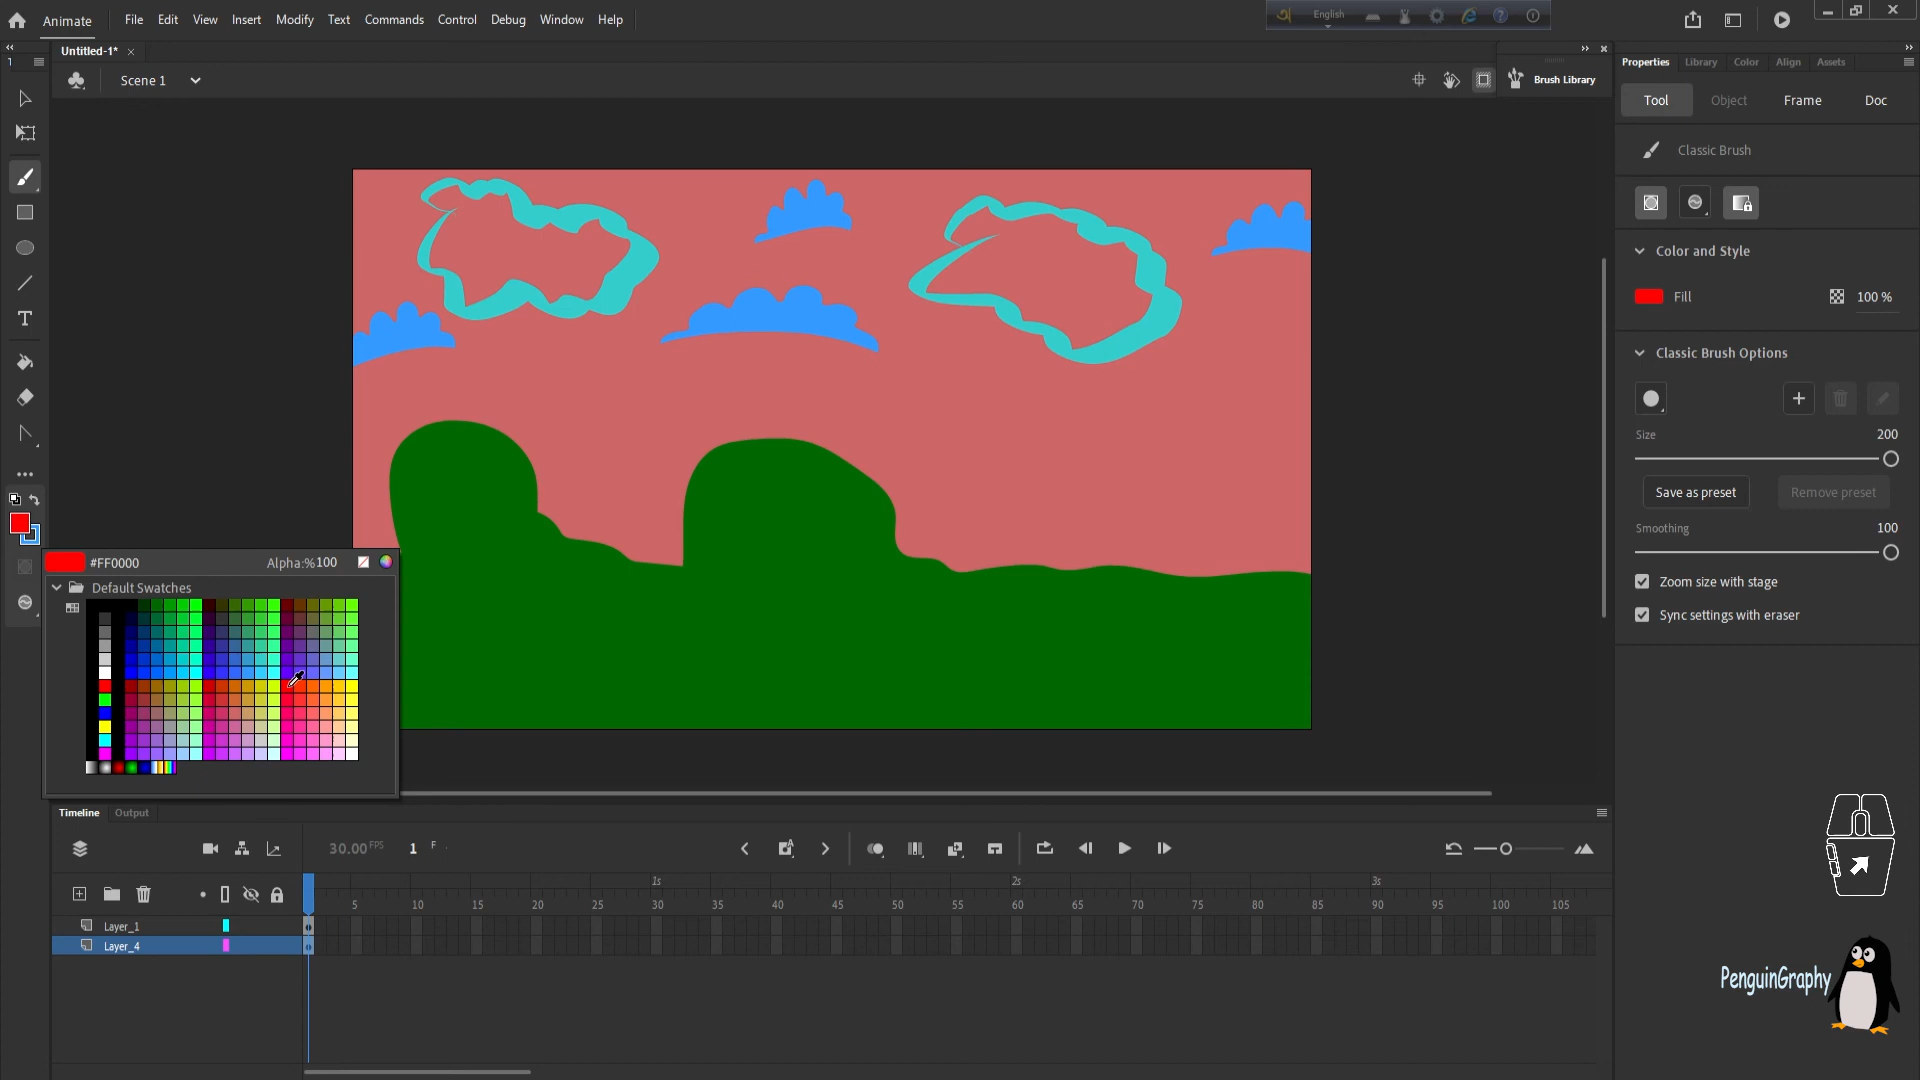 Animate
File Edit View Insert Modify Text Commands Control Debug Window Help
English
Untitled-1*
Scene 1
Brush Library
Properties Library Color Align Assets
Tool Object Frame Doc
Classic Brush
Color and Style
Fill 100 %
Classic Brush Options
Size 200
Save as preset Remove preset
Smoothing 100
Zoom size with stage
Sync settings with eraser
1
T
#FF0000 Alpha:%100
Default Swatches
Timeline Output
30.00 FPS 1 F
1s 2s 3s
5 10 15 20 25 30 35 40 45 50 55 60 65 70 75 80 85 90 95 100 105
Layer_1
Layer_4
PenguinGraphy